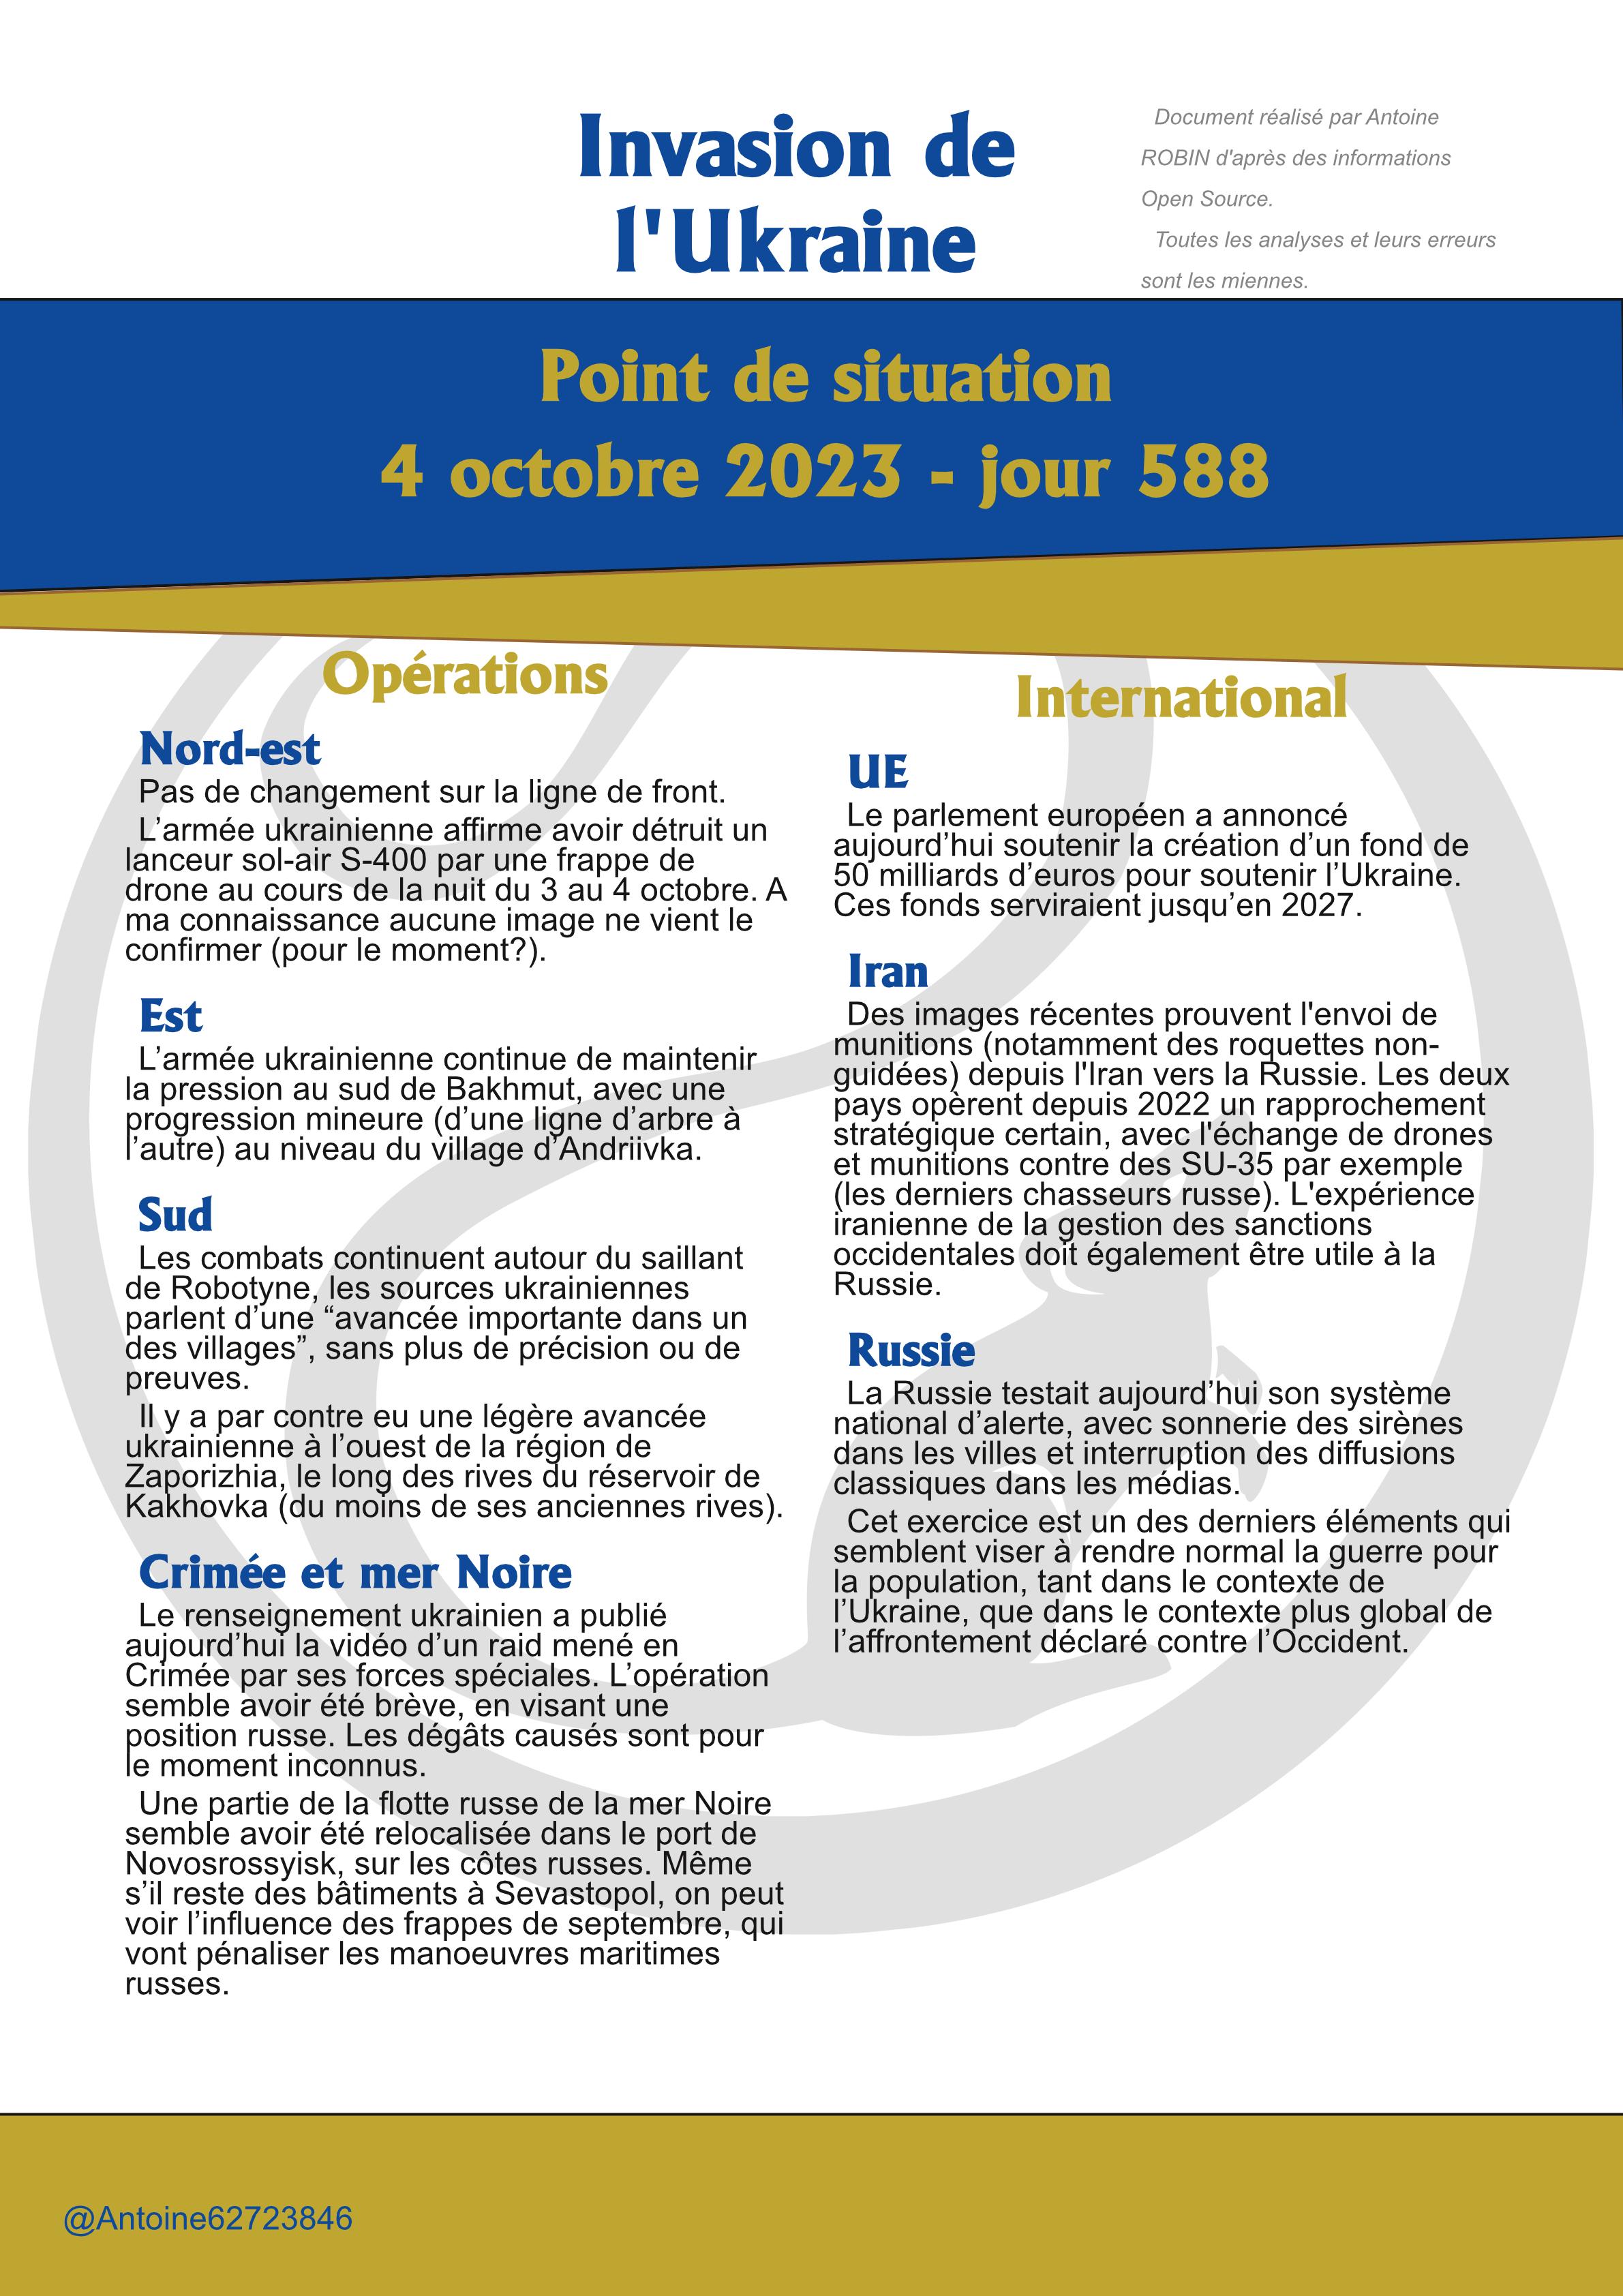 Invasion de
l'Ukraine
Document réalisé par Antoine
ROBIN d'après des informations
Open Source.
Toutes les analyses et leurs erreurs
sont les miennes.
Point de situation
4 octobre 2023 - jour 588
Opérations
Nord-est
Pas de changement sur la ligne de front.
L’armée ukrainienne affirme avoir détruit un
lanceur sol-air S-400 par une frappe de
drone au cours de la nuit du 3 au 4 octobre. A
ma connaissance aucune image ne vient le
confirmer (pour le moment?).
Est
L’armée ukrainienne continue de maintenir
la pression au sud de Bakhmut, avec une
progression mineure (d’une ligne d’arbre à
l’autre) au niveau du village d’Andriivka.
Sud
Les combats continuent autour du saillant
de Robotyne, les sources ukrainiennes
parlent d’une “avancée importante dans un
des villages”, sans plus de précision ou de
preuves.
Il y a par contre eu une légère avancée
ukrainienne à l’ouest de la région de
Zaporizhia, le long des rives du réservoir de
Kakhovka (du moins de ses anciennes rives).
Crimée et mer Noire
Le renseignement ukrainien a publié
aujourd’hui la vidéo d’un raid mené en
Crimée par ses forces spéciales. L’opération
semble avoir été brève, en visant une
position russe. Les dégâts causés sont pour
le moment inconnus.
Une partie de la flotte russe de la mer Noire
semble avoir été relocalisée dans le port de
Novosrossyisk, sur les côtes russes. Même
s’il reste des bâtiments à Sevastopol, on peut
voir l’influence des frappes de septembre, qui
vont pénaliser les manoeuvres maritimes
russes.
International
UE
Le parlement européen a annoncé
aujourd’hui soutenir la création d’un fond de
50 milliards d’euros pour soutenir l’Ukraine.
Ces fonds serviraient jusqu’en 2027.
Iran
Des images récentes prouvent l'envoi de
munitions (notamment des roquettes non-
guidées) depuis l'Iran vers la Russie. Les deux
pays opèrent depuis 2022 un rapprochement
stratégique certain, avec l'échange de drones
et munitions contre des SU-35 par exemple
(les derniers chasseurs russe). L'expérience
iranienne de la gestion des sanctions
occidentales doit également être utile à la
Russie.
Russie
La Russie testait aujourd’hui son système
national d’alerte, avec sonnerie des sirènes
dans les villes et interruption des diffusions
classiques dans les médias.
Cet exercice est un des derniers éléments qui
semblent viser à rendre normal la guerre pour
la population, tant dans le contexte de
l’Ukraine, que dans le contexte plus global de
l’affrontement déclaré contre l’Occident.
@Antoine62723846